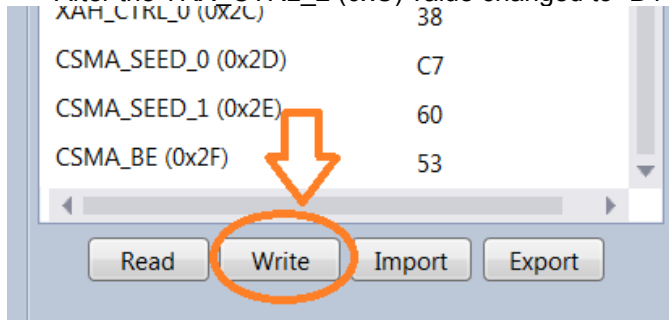 XAH_CTRL_0 (0x2C) 38
CSMA_SEED_0 (0x2D) C7
CSMA_SEED_1 (0x2E) 60
CSMA_BE (0x2F) 53
Read Write Import Export